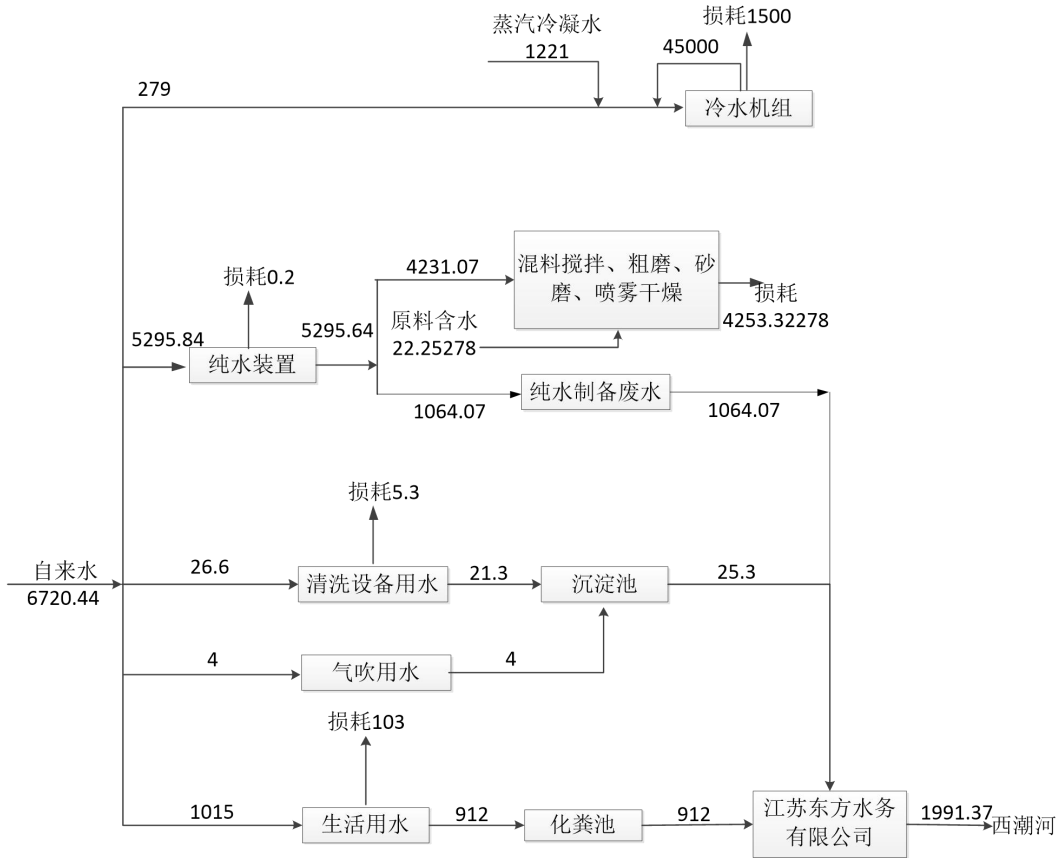 损耗1500
蒸汽冷凝水
1221
45000
279
冷水机组
损耗0.2
4231.07
混料搅拌、粗磨、砂
磨、喷雾干燥
损耗
4253.32278
5295.84
纯水装置
5295.64
原料含水
22.25278
纯水制备废水
1064.07
1064.07
损耗5.3
自来水
6720.44
26.6
清洗设备用水
21.3
沉淀池
25.3
4
气吹用水
4
损耗103
1015
生活用水
912
化粪池
912
江苏东方水务
有限公司
1991.37
西潮河